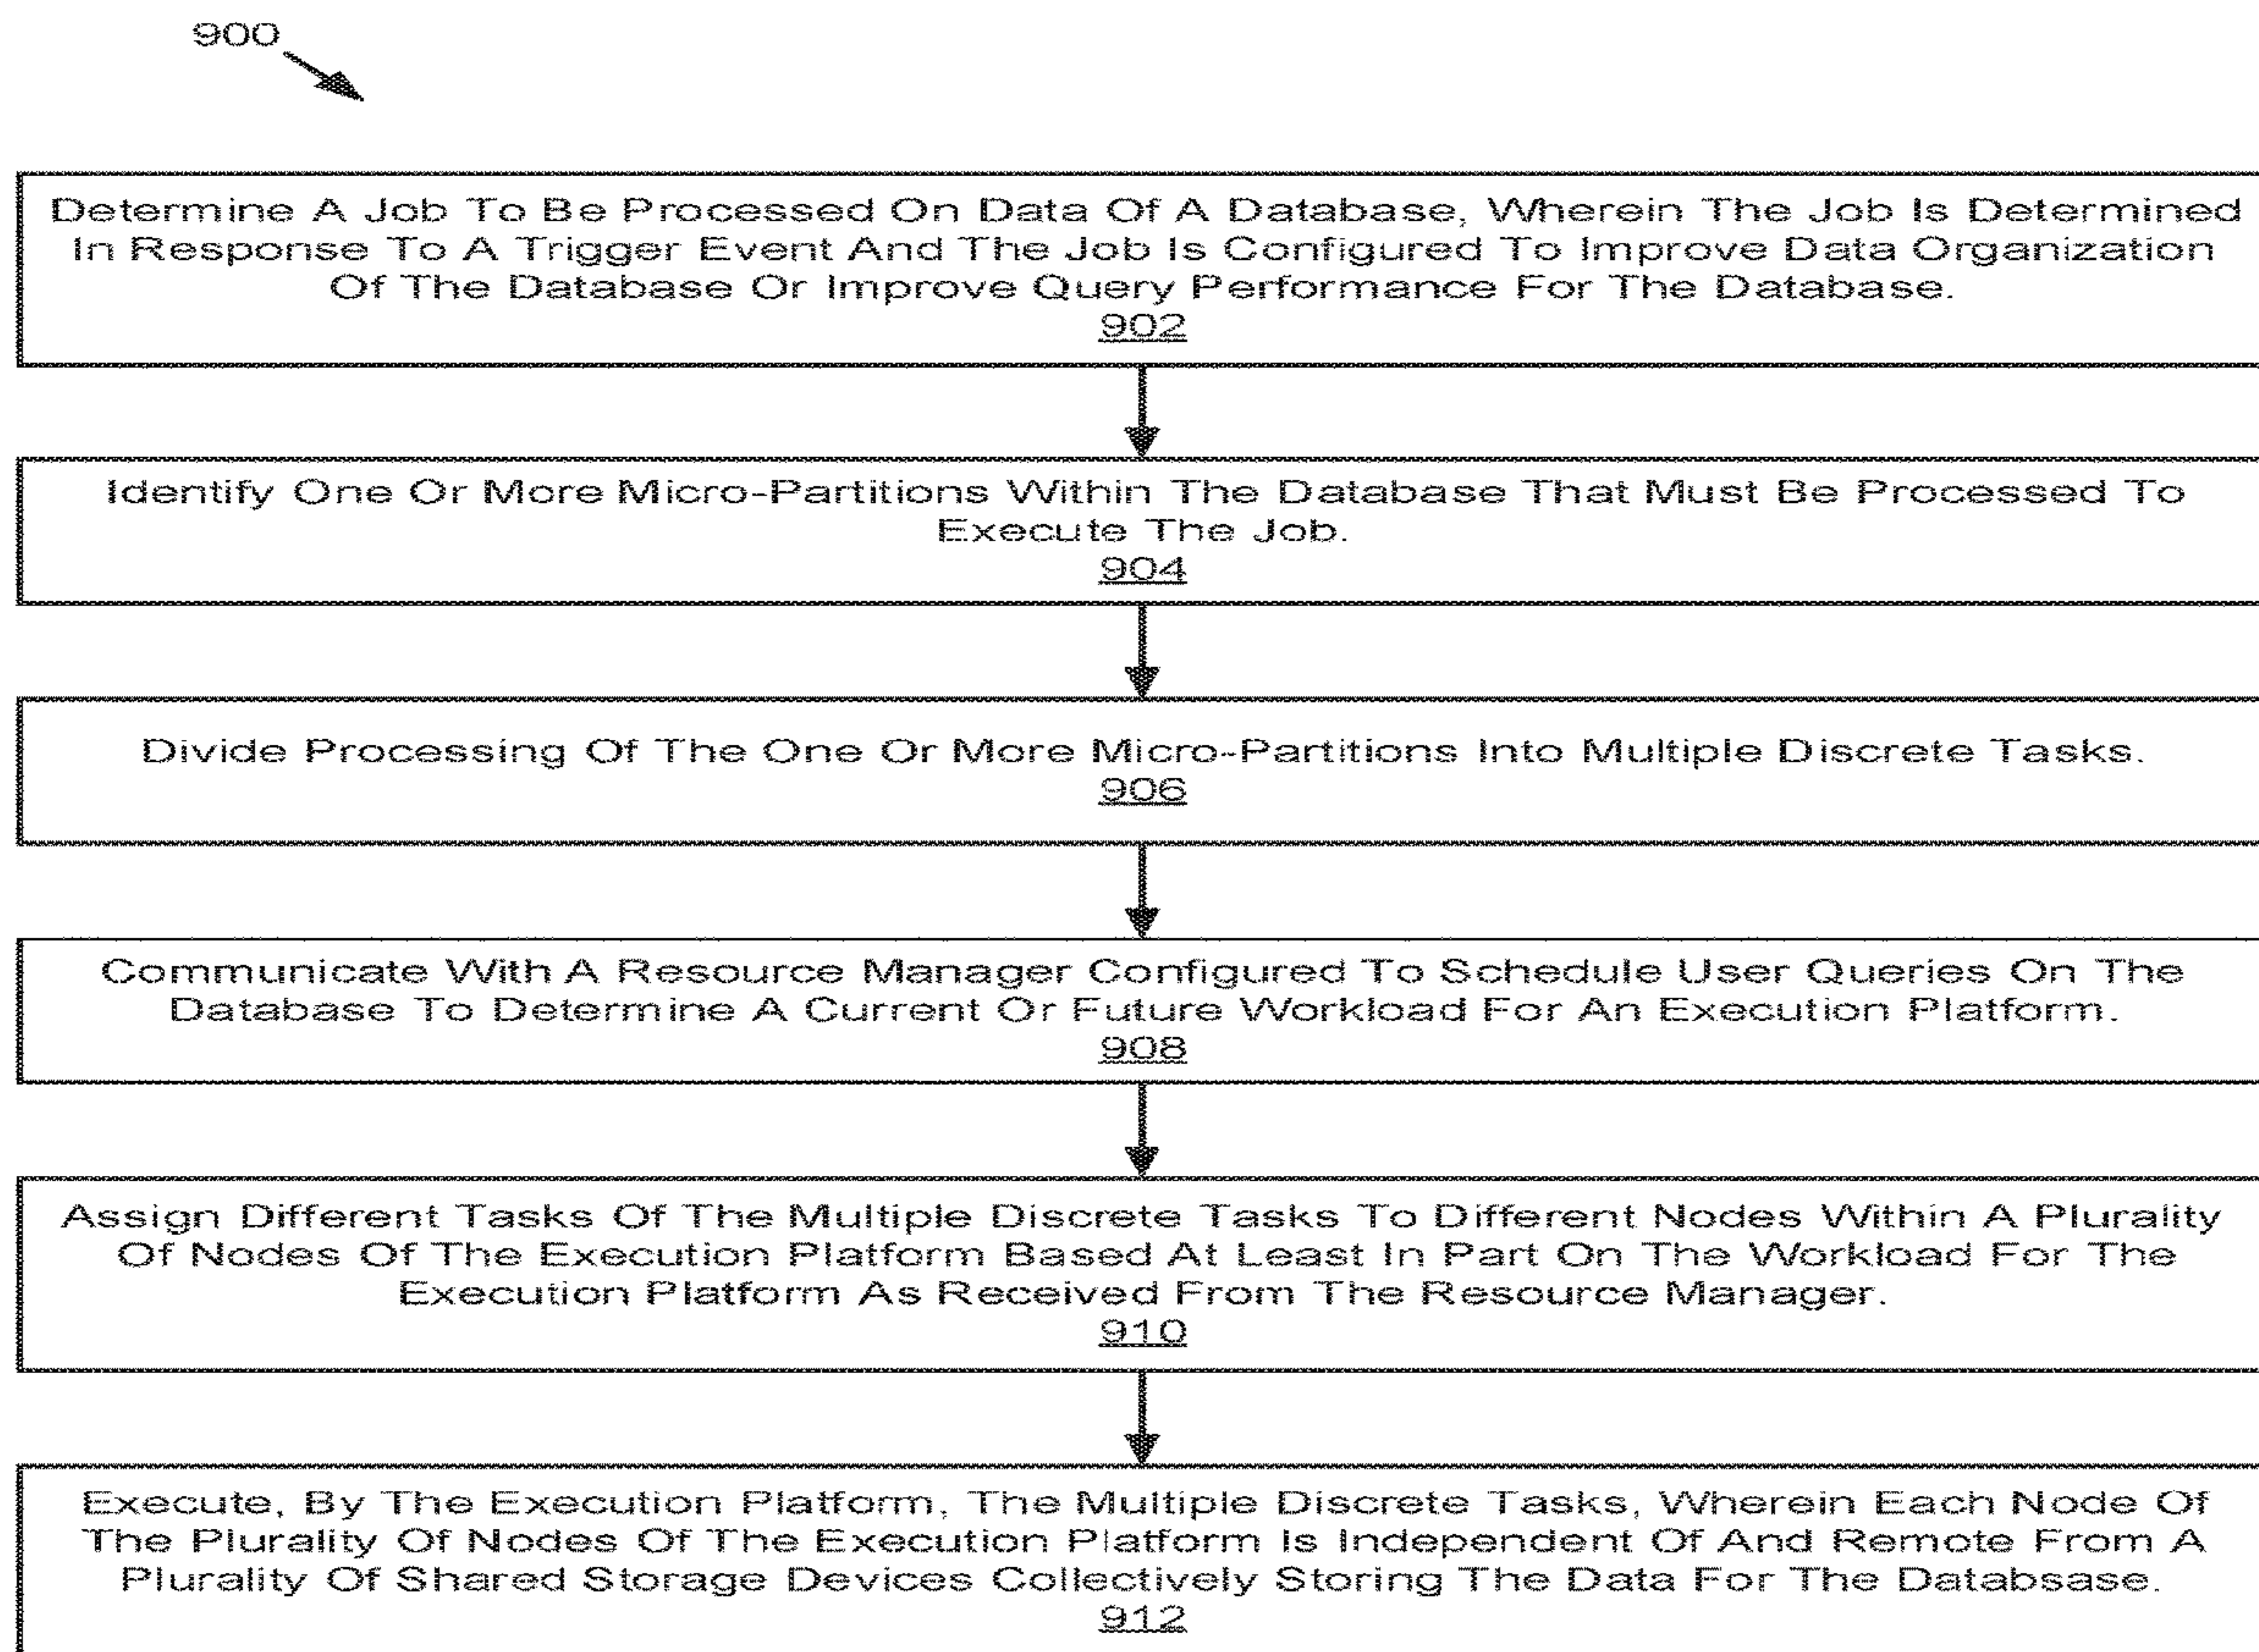 900
Determine A Job To Be Processed On Data Of A Database, Wherein The Job Is Determined
In Response To A Trigger Event And The Job Is Configured To Improve Data Organization
Of The Database Or Improve Query Performance For The Database.
902
Identify One Or More Micro-Partitions Within The Database That Must Be Processed To
Execute The Job.
904
Divide Processing Of The One Or More Micro-Partitions Into Multiple Discrete Tasks.
906
Communicate With A Resource Manager Configured To Schedule User Queries On The
Database To Determine A Current Or Future Workload For An Execution Platform.
908
Assign Different Tasks Of The Multiple Discrete Tasks To Different Nodes Within A Plurality
Of Nodes Of The Execution Platform Based At Least In Part On The Workload For The
Execution Platform As Received From The Resource Manager.
910
Execute, By The Execution Platform, The Multiple Discrete Tasks, Wherein Each Node Of
The Plurality Of Nodes Of The Execution Platform Is Independent Of And Remote From A
Plurality Of Shared Storage Devices Collectively Storing The Data For The Databsase.
912